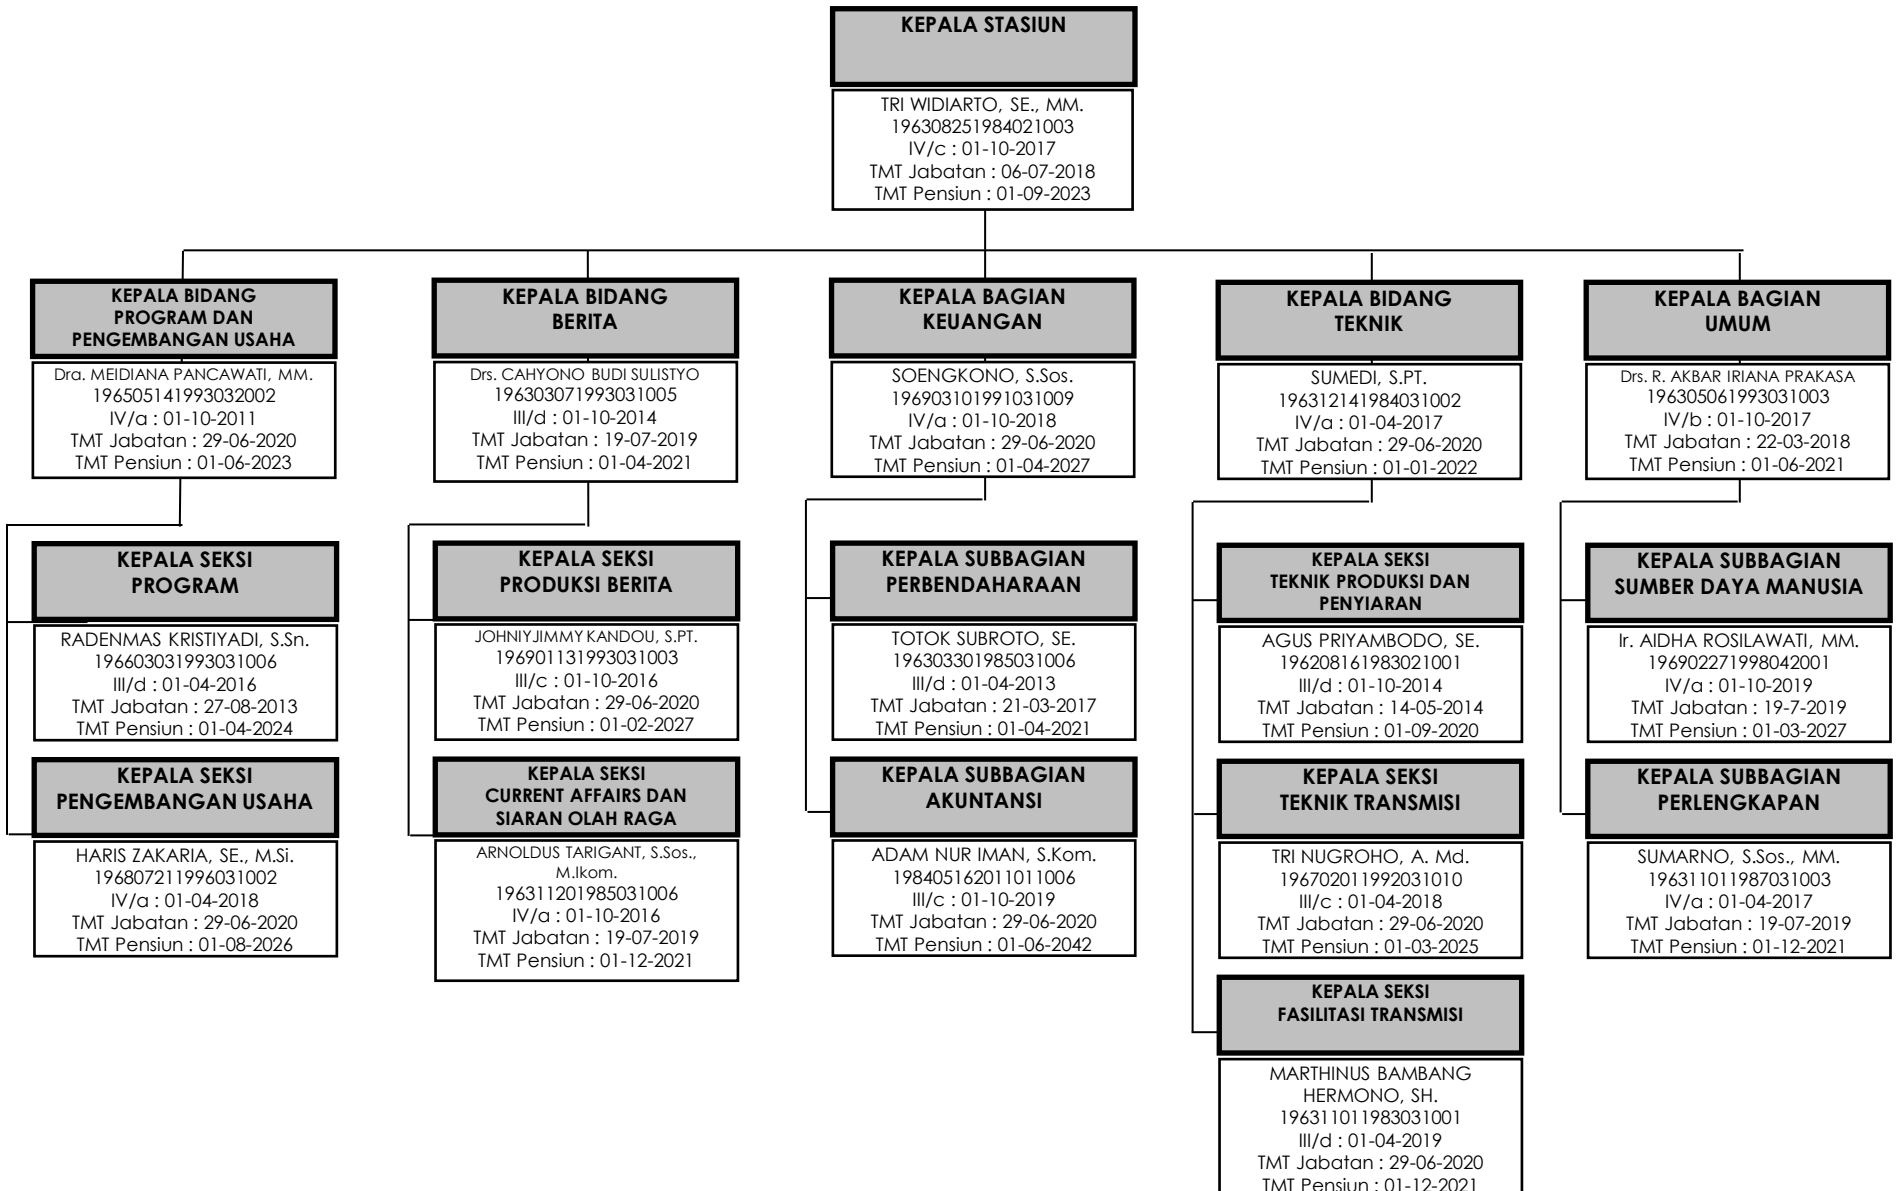 KEPALA STASIUN
TRI WIDIARTO, SE., MM.
196308251984021003
IV/c : 01-10-2017
TMT Jabatan : 06-07-2018
TMT Pensiun : 01-09-2023
KEPALA BIDANG
PROGRAM DAN
PENGEMBANGAN USAHA
Dra. MEIDIANA PANCAWATI, MM.
196505141993032002
IV/a : 01-10-2011
TMT Jabatan : 29-06-2020
TMT Pensiun : 01-06-2023
KEPALA BIDANG
BERITA
Drs. CAHYONO BUDI SULISTYO
196303071993031005
III/d : 01-10-2014
TMT Jabatan : 19-07-2019
TMT Pensiun : 01-04-2021
KEPALA BAGIAN
KEUANGAN
SOENGKONO, S.Sos.
196903101991031009
IV/a : 01-10-2018
TMT Jabatan : 29-06-2020
TMT Pensiun : 01-04-2027
KEPALA BIDANG
TEKNIK
SUMEDI, S.PT.
196312141984031002
IV/a : 01-04-2017
TMT Jabatan : 29-06-2020
TMT Pensiun : 01-01-2022
KEPALA BAGIAN
UMUM
Drs. R. AKBAR IRIANA PRAKASA
196305061993031003
IV/b : 01-10-2017
TMT Jabatan : 22-03-2018
TMT Pensiun : 01-06-2021
KEPALA SEKSI
PROGRAM
RADENMAS KRISTIYADI, S.Sn.
196603031993031006
III/d : 01-04-2016
TMT Jabatan : 27-08-2013
TMT Pensiun : 01-04-2024
KEPALA SEKSI
PRODUKSI BERITA
JOHNIYJIMMY KANDOU, S.PT.
196901131993031003
III/c : 01-10-2016
TMT Jabatan : 29-06-2020
TMT Pensiun : 01-02-2027
KEPALA SUBBAGIAN
PERBENDAHARAAN
TOTOK SUBROTO, SE.
196303301985031006
III/d : 01-04-2013
TMT Jabatan : 21-03-2017
TMT Pensiun : 01-04-2021
KEPALA SEKSI
TEKNIK PRODUKSI DAN
PENYIARAN
AGUS PRIYAMBODO, SE.
196208161983021001
III/d : 01-10-2014
TMT Jabatan : 14-05-2014
TMT Pensiun : 01-09-2020
KEPALA SUBBAGIAN
SUMBER DAYA MANUSIA
Ir. AIDHA ROSILAWATI, MM.
196902271998042001
IV/a : 01-10-2019
TMT Jabatan : 19-7-2019
TMT Pensiun : 01-03-2027
KEPALA SEKSI
PENGEMBANGAN USAHA
HARIS ZAKARIA, SE., M.Si.
196807211996031002
IV/a : 01-04-2018
TMT Jabatan : 29-06-2020
TMT Pensiun : 01-08-2026
KEPALA SEKSI
CURRENT AFFAIRS DAN
SIARAN OLAH RAGA
ARNOLDUS TARIGANT, S.Sos.,
M.Ikom.
196311201985031006
IV/a : 01-10-2016
TMT Jabatan : 19-07-2019
TMT Pensiun : 01-12-2021
KEPALA SUBBAGIAN
AKUNTANSI
ADAM NUR IMAN, S.Kom.
198405162011011006
III/c : 01-10-2019
TMT Jabatan : 29-06-2020
TMT Pensiun : 01-06-2042
KEPALA SEKSI
TEKNIK TRANSMISI
TRI NUGROHO, A. Md.
196702011992031010
III/c : 01-04-2018
TMT Jabatan : 29-06-2020
TMT Pensiun : 01-03-2025
KEPALA SUBBAGIAN
PERLENGKAPAN
SUMARNO, S.Sos., MM.
196311011987031003
IV/a : 01-04-2017
TMT Jabatan : 19-07-2019
TMT Pensiun : 01-12-2021
KEPALA SEKSI
FASILITASI TRANSMISI
MARTHINUS BAMBANG
HERMONO, SH.
196311011983031001
III/d : 01-04-2019
TMT Jabatan : 29-06-2020
TMT Pensiun : 01-12-2021